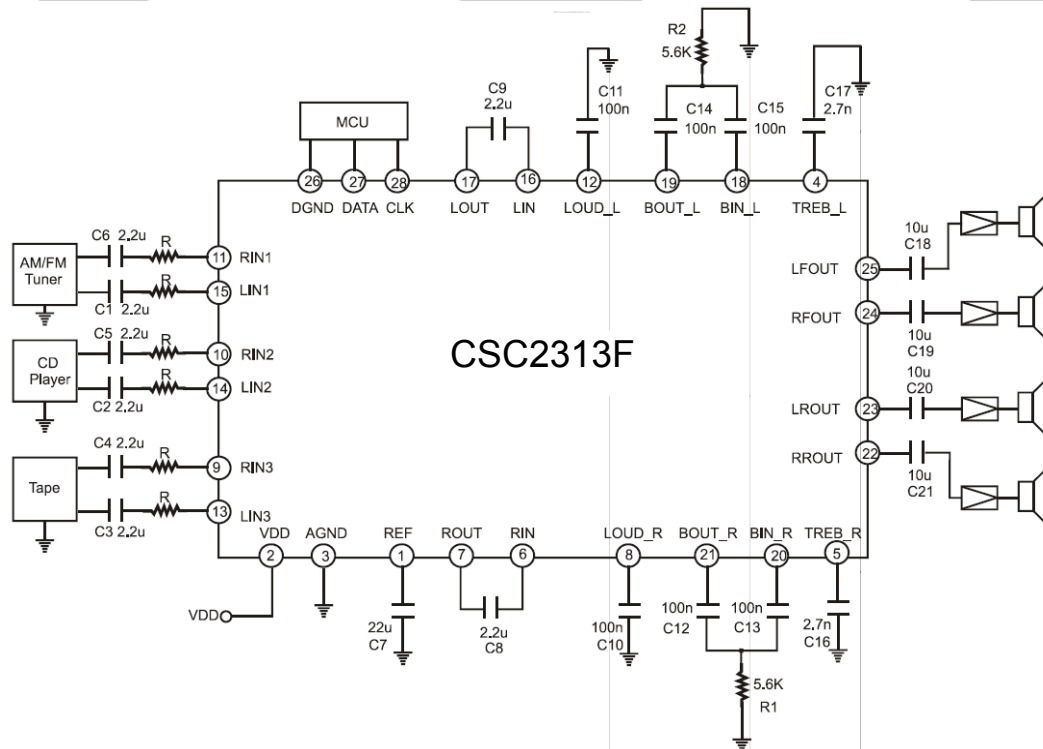 R2
5.6K
C11
100n
C9
2.2u
C14
100n
C15
100n
C17
2.7n
MCU
26
27
28
17
16
12
19
18
4
DGND
DATA
CLK
LOUT
LIN
LOUD_L
BOUT_L
BIN_L
TREB_L
AM/FM
Tuner
C6 2.2u
R
11
RIN1
C1 2.2u
R
15
LIN1
CD
Player
C5 2.2u
R
10
RIN2
C2 2.2u
R
14
LIN2
Tape
C4 2.2u
R
9
RIN3
C3 2.2u
R
13
LIN3
CSC2313F
LFOUT
25
10u
C18
RFOUT
24
10u
C19
LROUT
23
10u
C20
RROUT
22
10u
C21
VDD
AGND
REF
ROUT
RIN
LOUD_R
BOUT_R
BIN_R
TREB_R
2
3
1
7
6
8
21
20
5
VDD
22u
C7
2.2u
C8
100n
C10
100n
C12
100n
C13
2.7n
C16
5.6K
R1